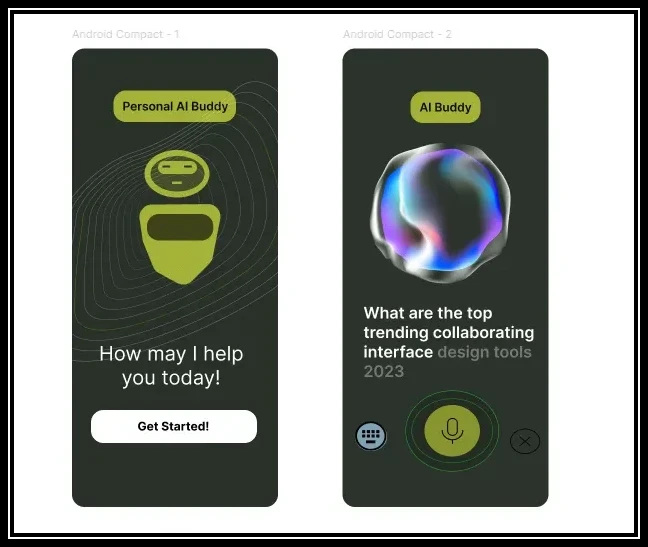 Android Compact - 1
Personal AI Buddy
How may I help
you today!
Get Started!
Android Compact - 2
AI Buddy
What are the top
trending collaborating
interface design tools
2023